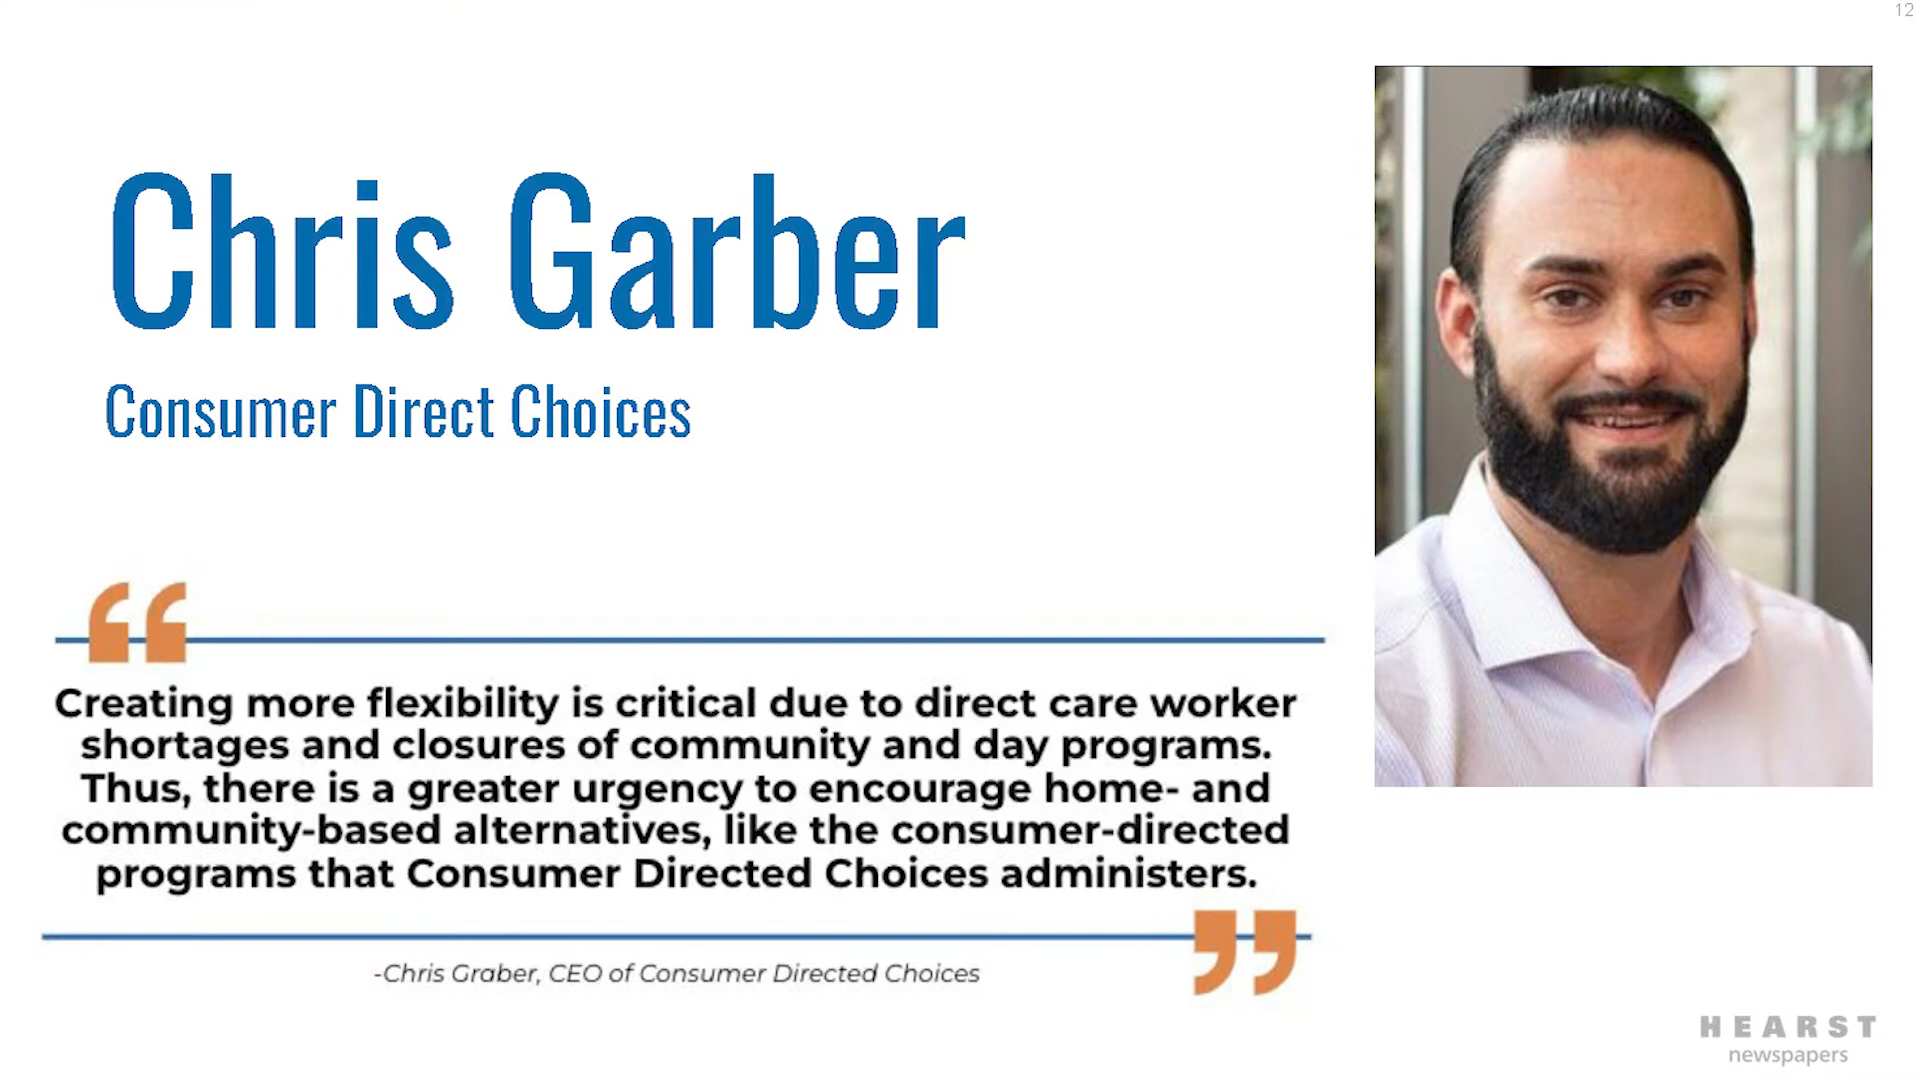 12
Chris Garber
Consumer Direct Choices
“
Creating more flexibility is critical due to direct care worker
shortages and closures of community and day programs.
Thus, there is a greater urgency to encourage home- and
community-based alternatives, like the consumer-directed
programs that Consumer Directed Choices administers.
”
-Chris Graber, CEO of Consumer Directed Choices
HEARST
newspapers